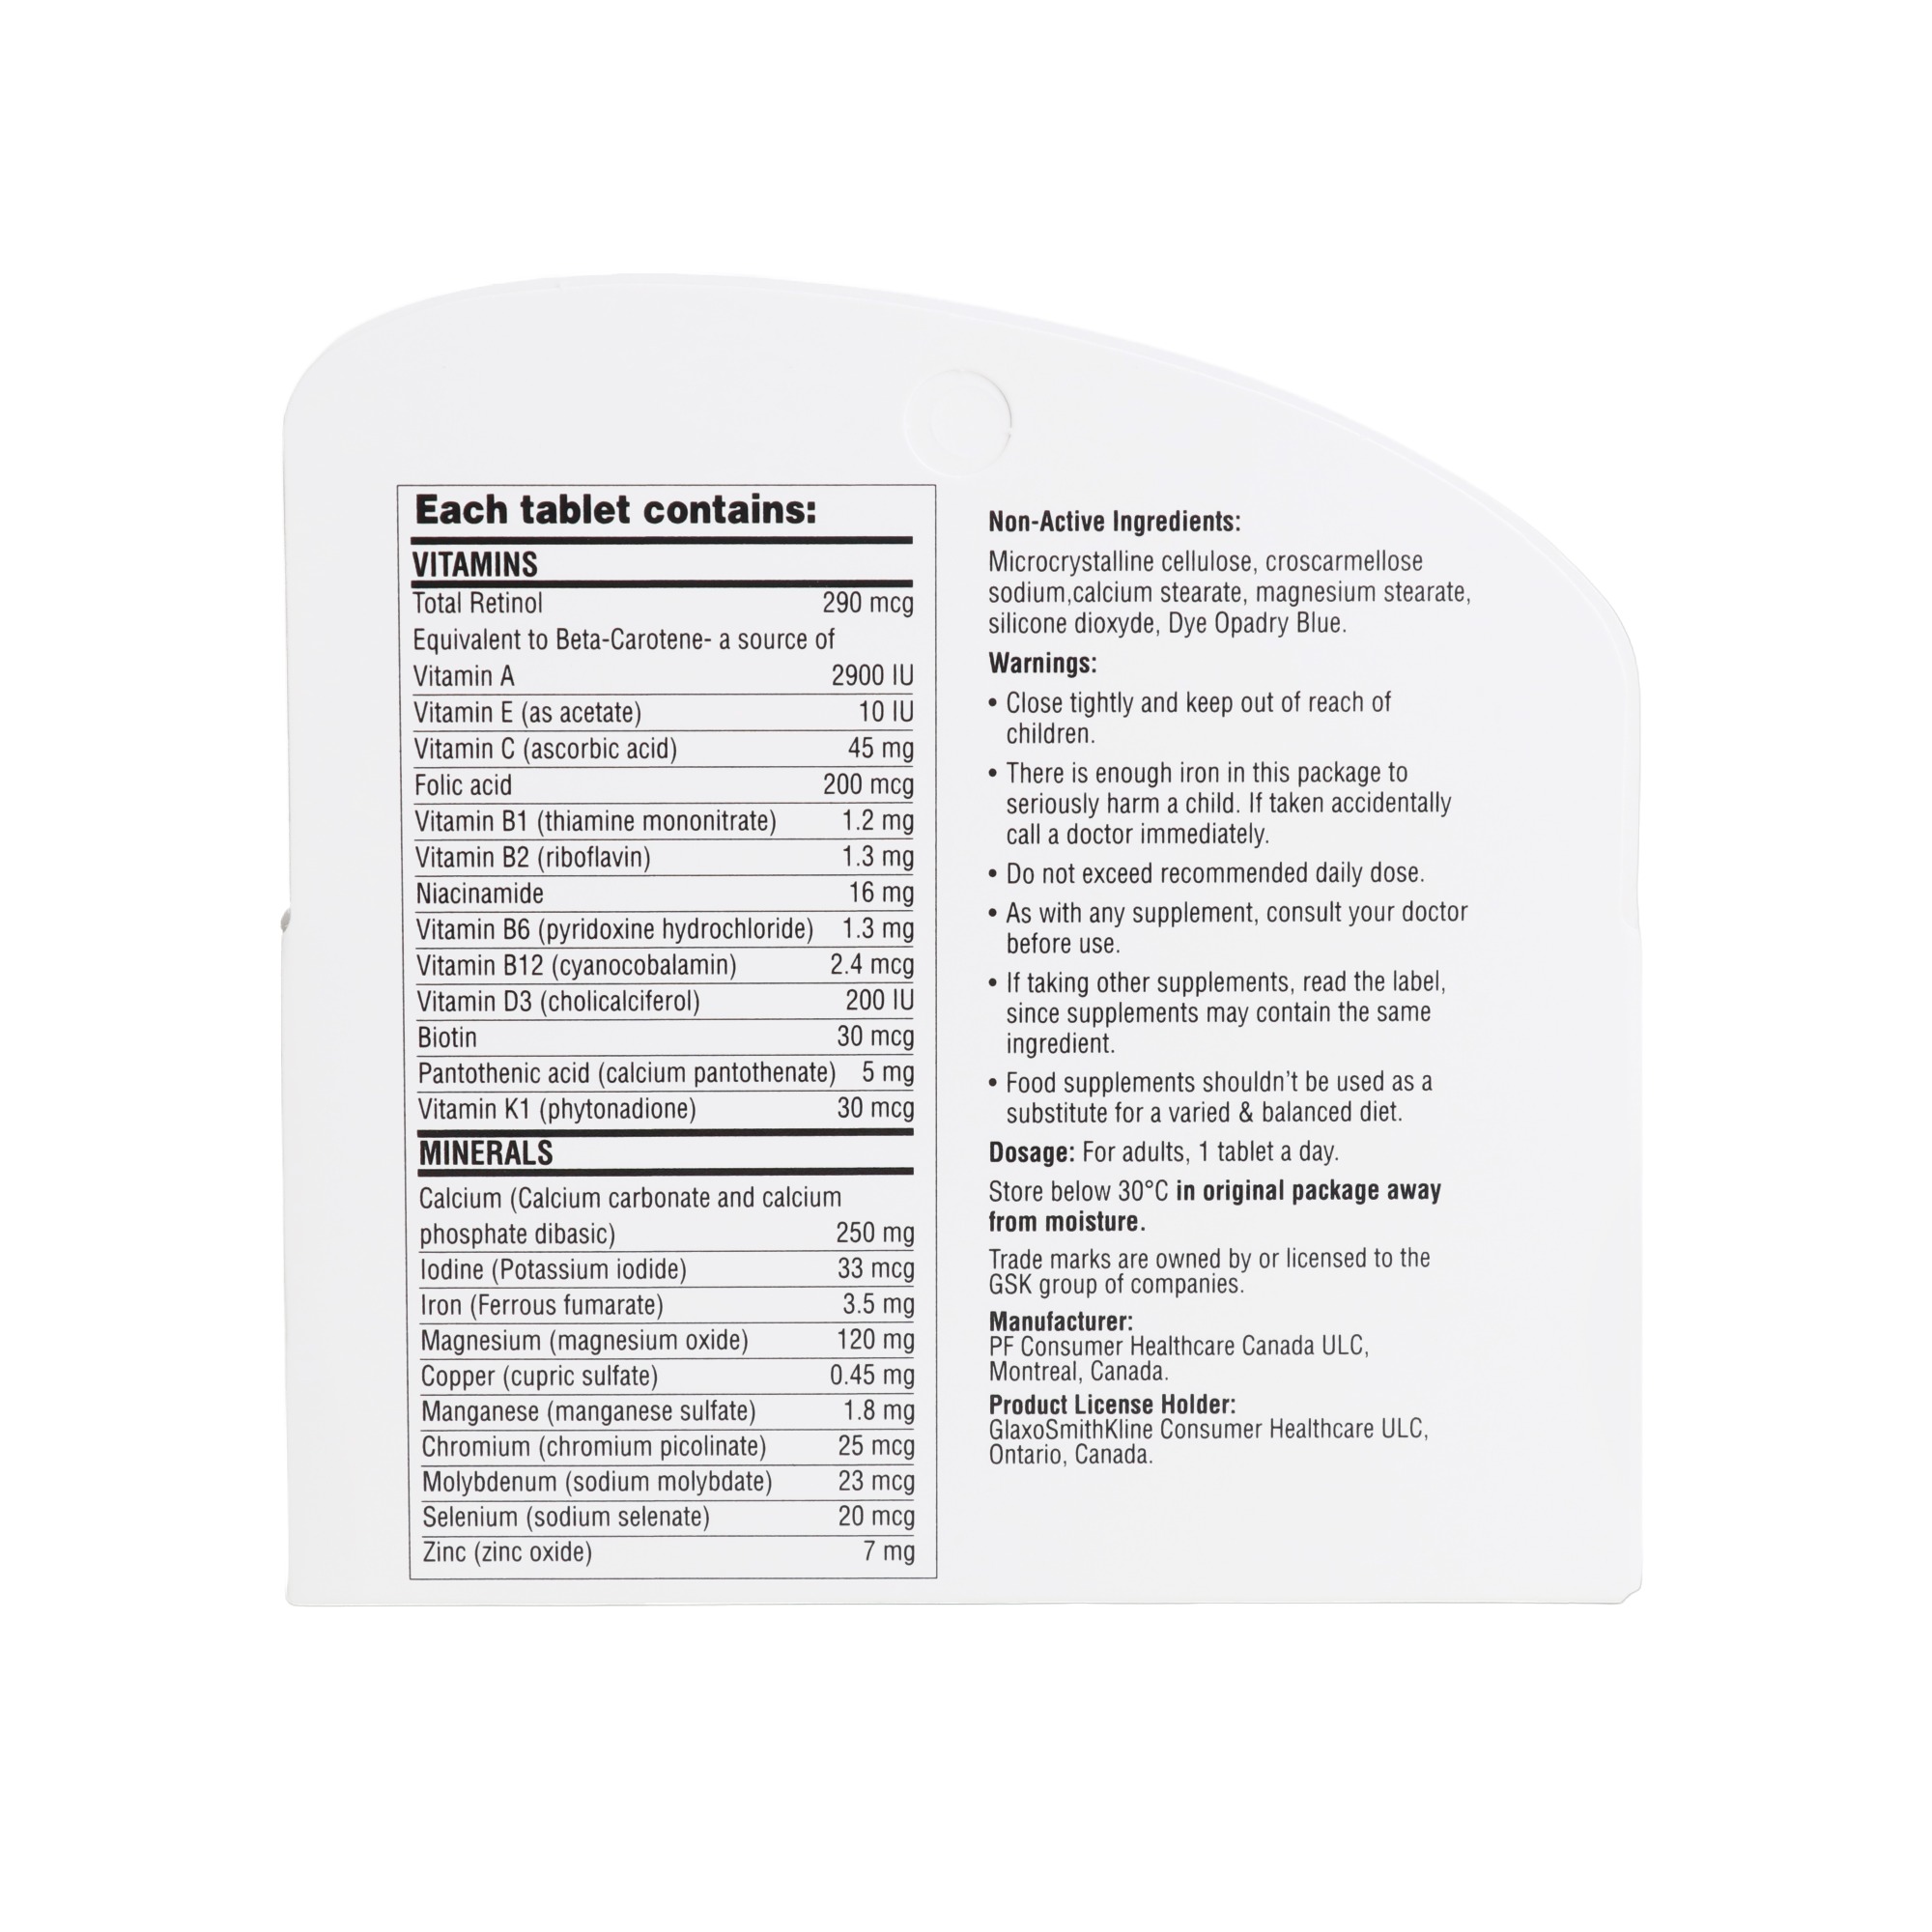 Each tablet contains:
VITAMINS
Total Retinol 290 mcg
Equivalent to Beta-Carotene- a source of
Vitamin A 2900 IU
Vitamin E (as acetate) 10 IU
Vitamin C (ascorbic acid) 45 mg
Folic acid 200 mcg
Vitamin B1 (thiamine mononitrate) 1.2 mg
Vitamin B2 (riboflavin) 1.3 mg
Niacinamide 16 mg
Vitamin B6 (pyridoxine hydrochloride) 1.3 mg
Vitamin B12 (cyanocobalamin) 2.4 mcg
Vitamin D3 (cholicalciferol) 200 IU
Biotin 30 mcg
Pantothenic acid (calcium pantothenate) 5 mg
Vitamin K1 (phytonadione) 30 mcg
MINERALS
Calcium (Calcium carbonate and calcium
phosphate dibasic) 250 mg
Iodine (Potassium iodide) 33 mcg
Iron (Ferrous fumarate) 3.5 mg
Magnesium (magnesium oxide) 120 mg
Copper (cupric sulfate) 0.45 mg
Manganese (manganese sulfate) 1.8 mg
Chromium (chromium picolinate) 25 mcg
Molybdenum (sodium molybdate) 23 mcg
Selenium (sodium selenate) 20 mcg
Zinc (zinc oxide) 7 mg
Non-Active Ingredients:
Microcrystalline cellulose, croscarmellose
sodium,calcium stearate, magnesium stearate,
silicone dioxyde, Dye Opadry Blue.
Warnings:
• Close tightly and keep out of reach of
children.
• There is enough iron in this package to
seriously harm a child. If taken accidentally
call a doctor immediately.
• Do not exceed recommended daily dose.
• As with any supplement, consult your doctor
before use.
• If taking other supplements, read the label,
since supplements may contain the same
ingredient.
• Food supplements shouldn't be used as a
substitute for a varied & balanced diet.
Dosage: For adults, 1 tablet a day.
Store below 30°C in original package away
from moisture.
Trade marks are owned by or licensed to the
GSK group of companies.
Manufacturer:
PF Consumer Healthcare Canada ULC,
Montreal, Canada.
Product License Holder:
GlaxoSmithKline Consumer Healthcare ULC,
Ontario, Canada.